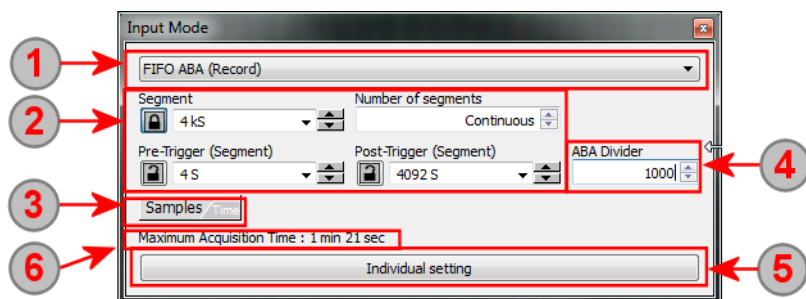 Input Mode
1
FIFO ABA (Record)
2
Segment Number of segments
4 kS Continuous
Pre-Trigger (Segment) Post-Trigger (Segment) ABA Divider
4 S 4092 S 1000
4
3
Samples Time
Maximum Acquisition Time : 1 min 21 sec
6
Individual setting
5